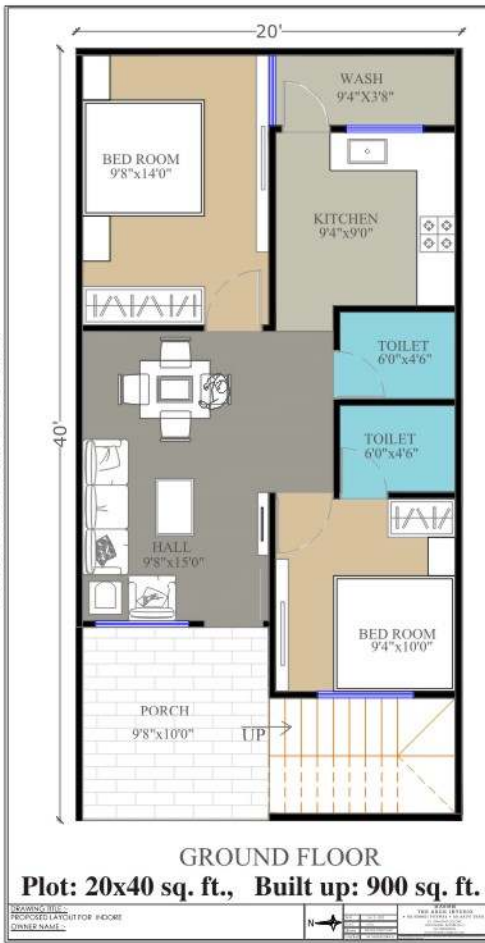 20'
WASH
9'4"X3'8"
BED ROOM
9'8"x14'0"
KITCHEN
9'4"x9'0"
TOILET
6'0"x4'6"
40'
TOILET
6'0"x4'6"
HALL
9'8"x15'0"
BED ROOM
9'4"x10'0"
PORCH
9'8"x10'0"
UP
GROUND FLOOR
Plot: 20x40 sq. ft., Built up: 900 sq. ft.
DRAWING TITLE :-
PROPOSED LAYOUT FOR INDORE
OWNER NAME :-
N